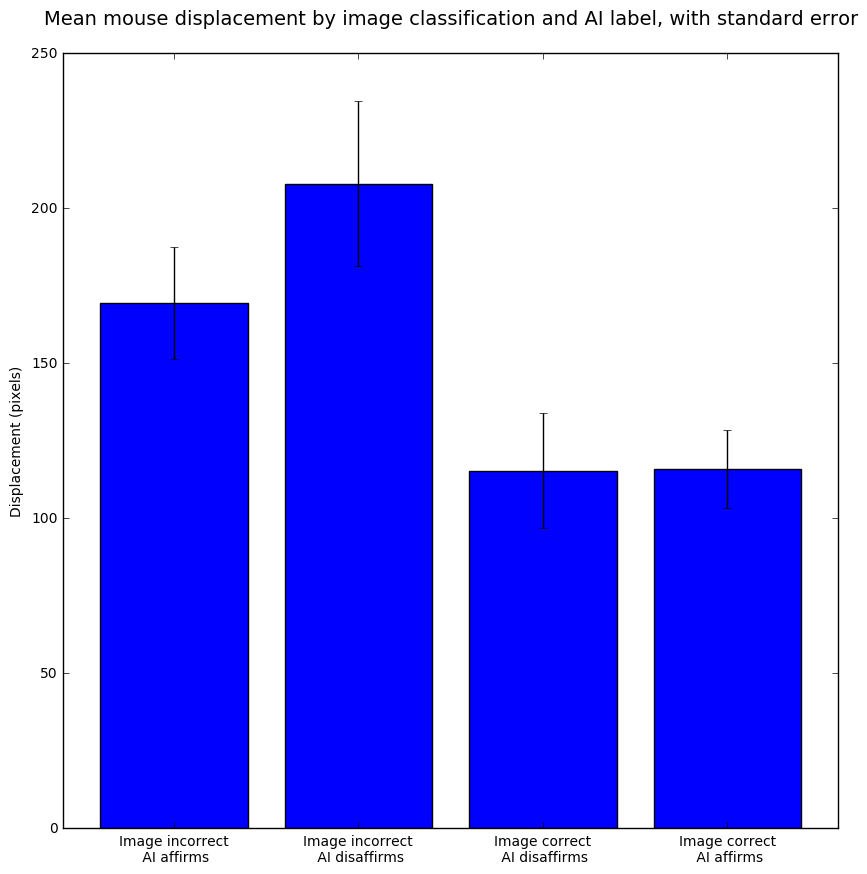 Mean mouse displacement by image classification and AI label, with standard error
250
200
150
100
50
0
Displacement (pixels)
Image incorrect
AI affirms
Image incorrect
AI disaffirms
Image correct
AI disaffirms
Image correct
AI affirms